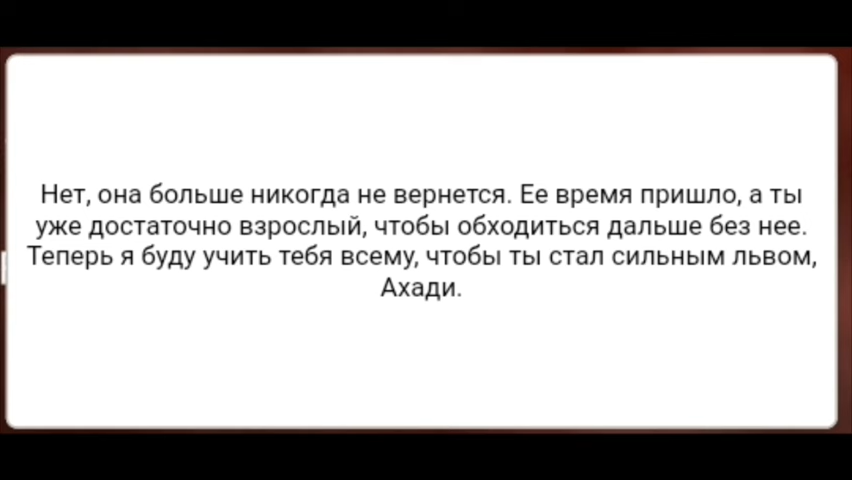 Нет, она больше никогда не вернется. Ее время пришло, а ты
уже достаточно взрослый, чтобы обходиться дальше без нее.
Теперь я буду учить тебя всему, чтобы ты стал сильным львом,
Ахади.